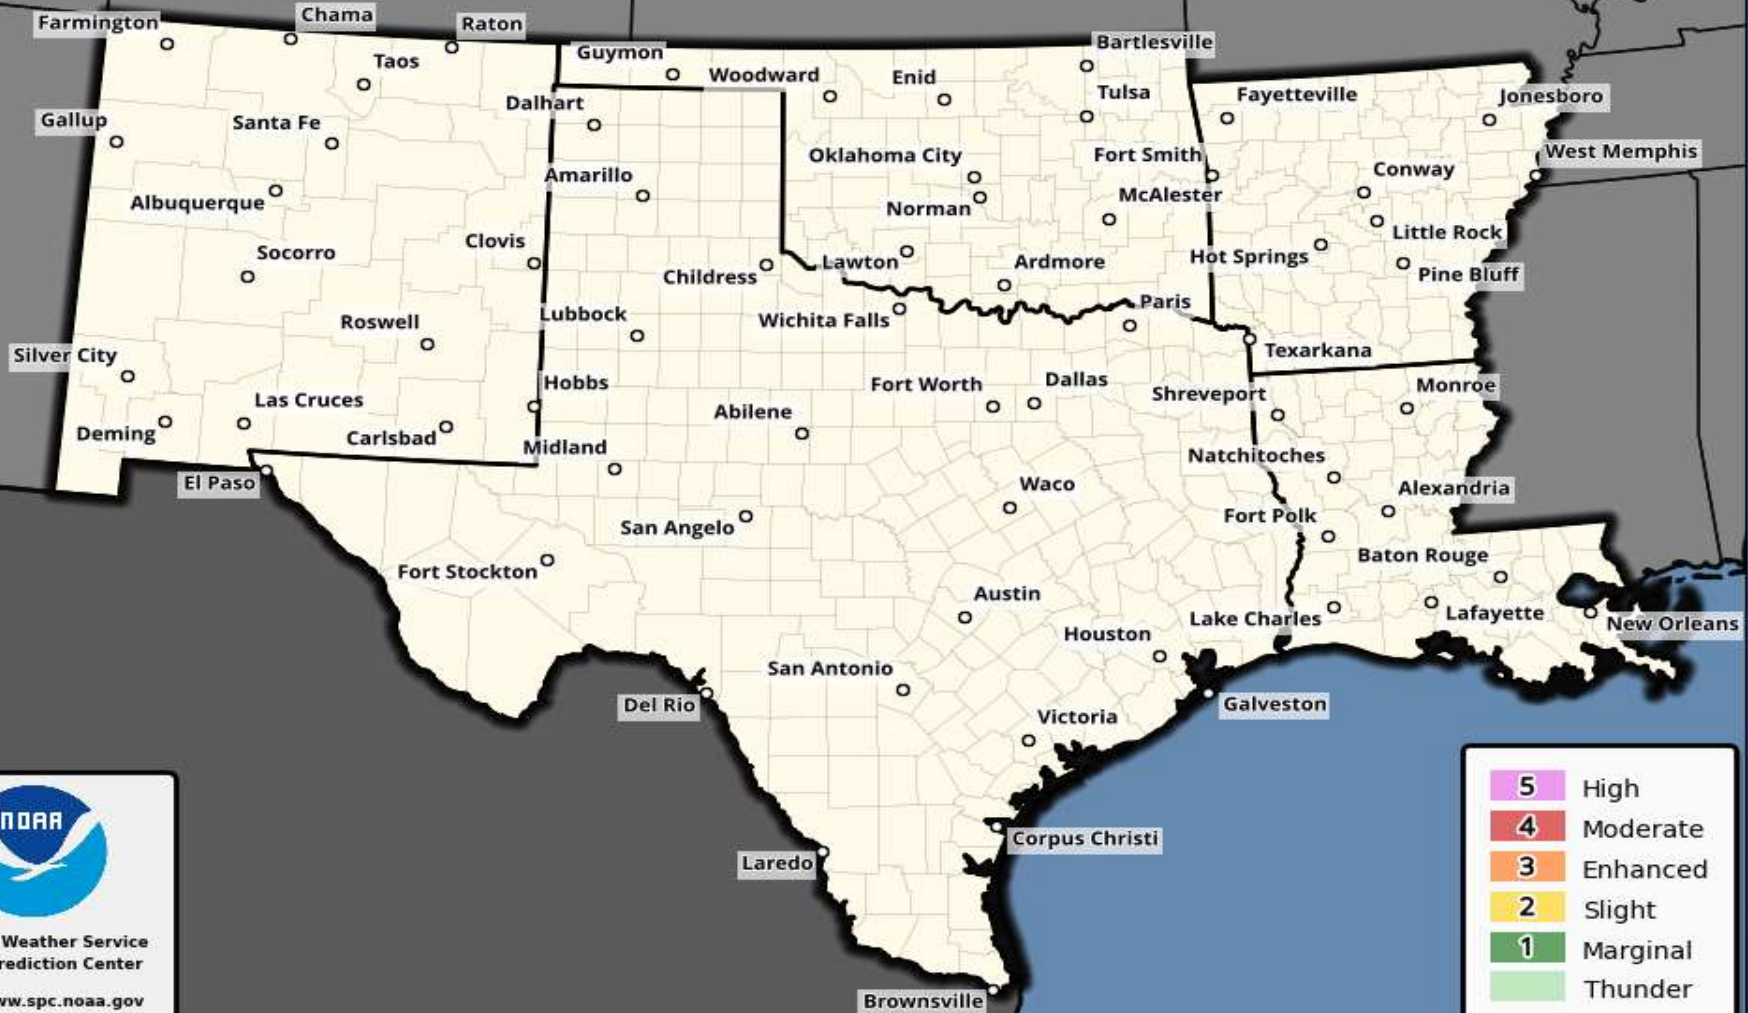 Farmington
Chama
Raton
Taos
Guymon
Woodward
Enid
Bartlesville
Tulsa
Fayetteville
Jonesboro
Dalhart
Gallup
Santa Fe
Oklahoma City
Fort Smith
West Memphis
Conway
Amarillo
McAlester
Albuquerque
Norman
Little Rock
Clovis
Socorro
Lawton
Ardmore
Hot Springs
Pine Bluff
Childress
Paris
Lubbock
Wichita Falls
Roswell
Texarkana
Silver City
Hobbs
Fort Worth
Dallas
Shreveport
Monroe
Las Cruces
Abilene
Deming
Carlsbad
Midland
Natchitoches
El Paso
Waco
Alexandria
San Angelo
Fort Polk
Baton Rouge
Fort Stockton
Austin
Lake Charles
Lafayette
New Orleans
Houston
San Antonio
Del Rio
Galveston
Victoria
Corpus Christi
Laredo
Brownsville
NOAA
Weather Service
rediction Center
ww.spc.noaa.gov
5 High
4 Moderate
3 Enhanced
2 Slight
1 Marginal
Thunder